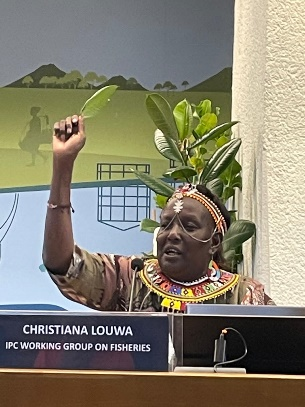 CHRISTIANA LOUWA
IPC WORKING GROUP ON FISHERIES